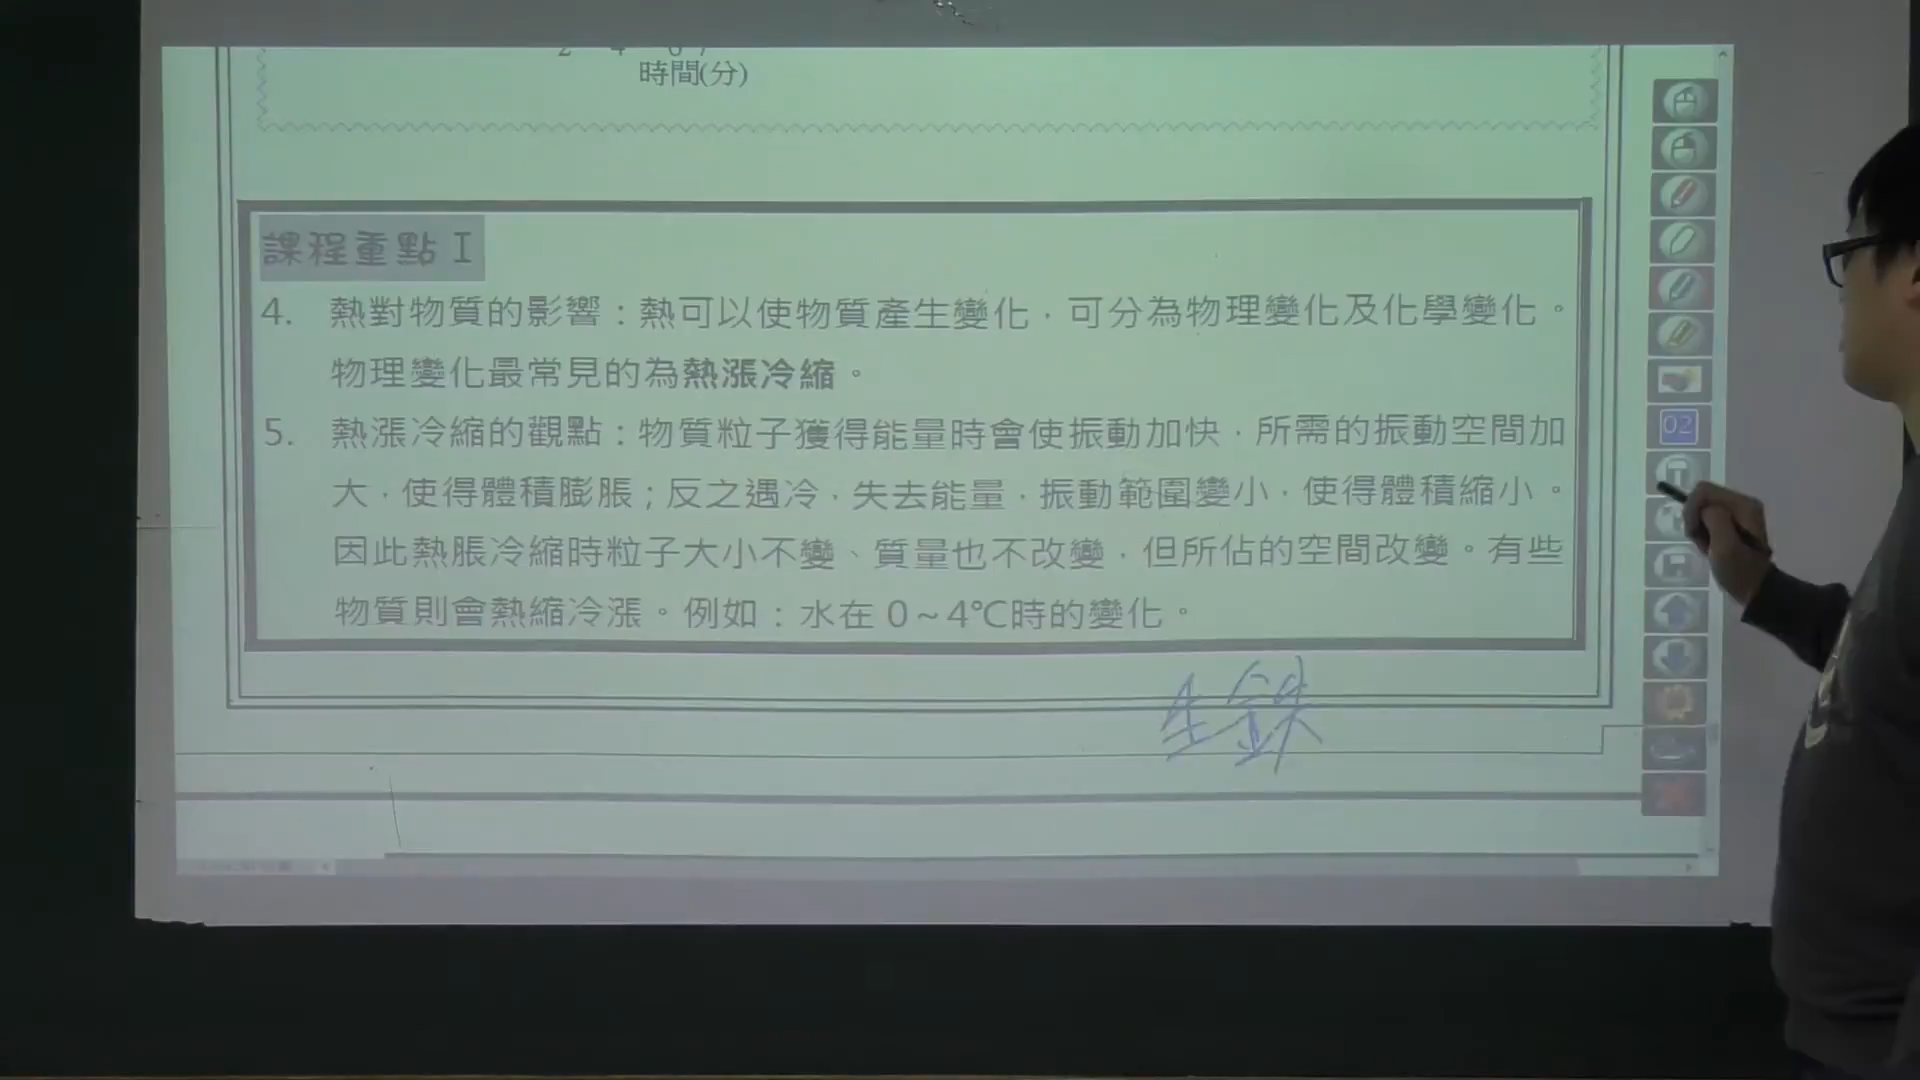 2 4 6 7
時間(分)
課程重點 I
4. 熱對物質的影響：熱可以使物質產生變化，可分為物理變化及化學變化。
物理變化最常見的為熱漲冷縮。
5. 熱漲冷縮的觀點：物質粒子獲得能量時會使振動加快，所需的振動空間加
大，使得體積膨脹；反之遇冷，失去能量，振動範圍變小，使得體積縮小。
因此熱脹冷縮時粒子大小不變、質量也不改變，但所佔的空間改變。有些
物質則會熱縮冷漲。例如：水在 0～4℃時的變化。
生銖
02